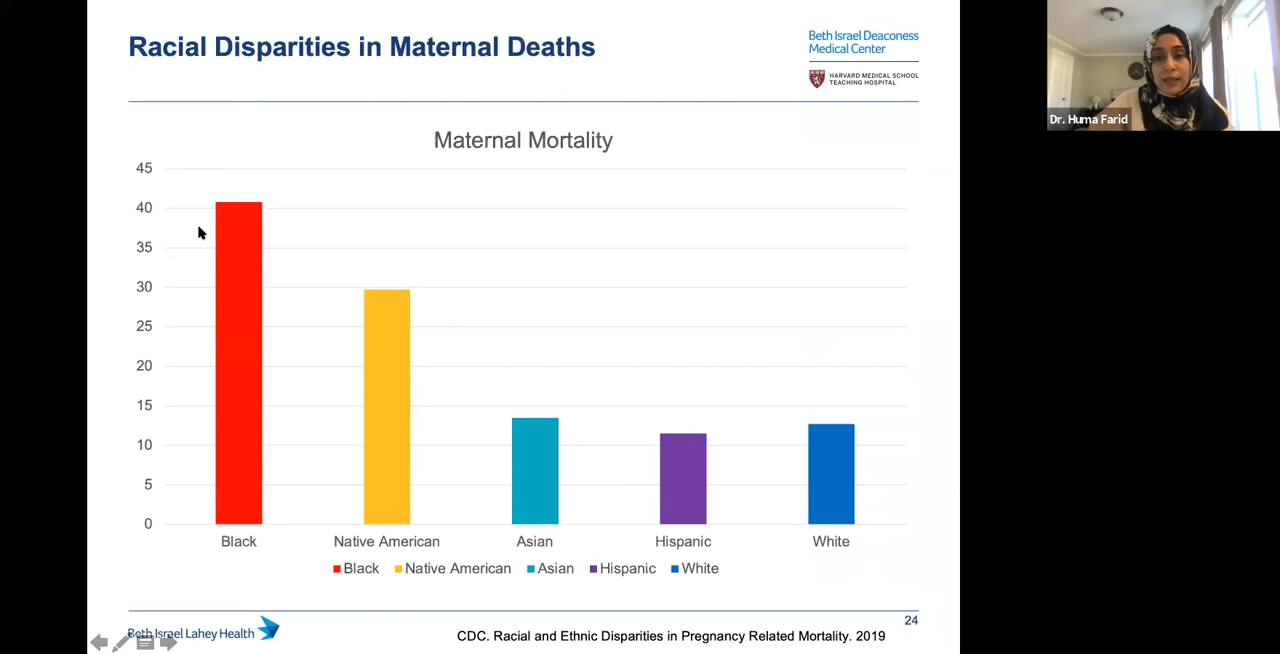 Racial Disparities in Maternal Deaths
Beth Israel Deaconess
Medical Center
HARVARD MEDICAL SCHOOL
TEACHING HOSPITAL
Dr. Huma Farid
Maternal Mortality
45
40
35
30
25
20
15
10
5
0
Black Native American Asian Hispanic White
Black Native American Asian Hispanic White
24
Beth Israel Lahey Health
CDC. Racial and Ethnic Disparities in Pregnancy Related Mortality. 2019